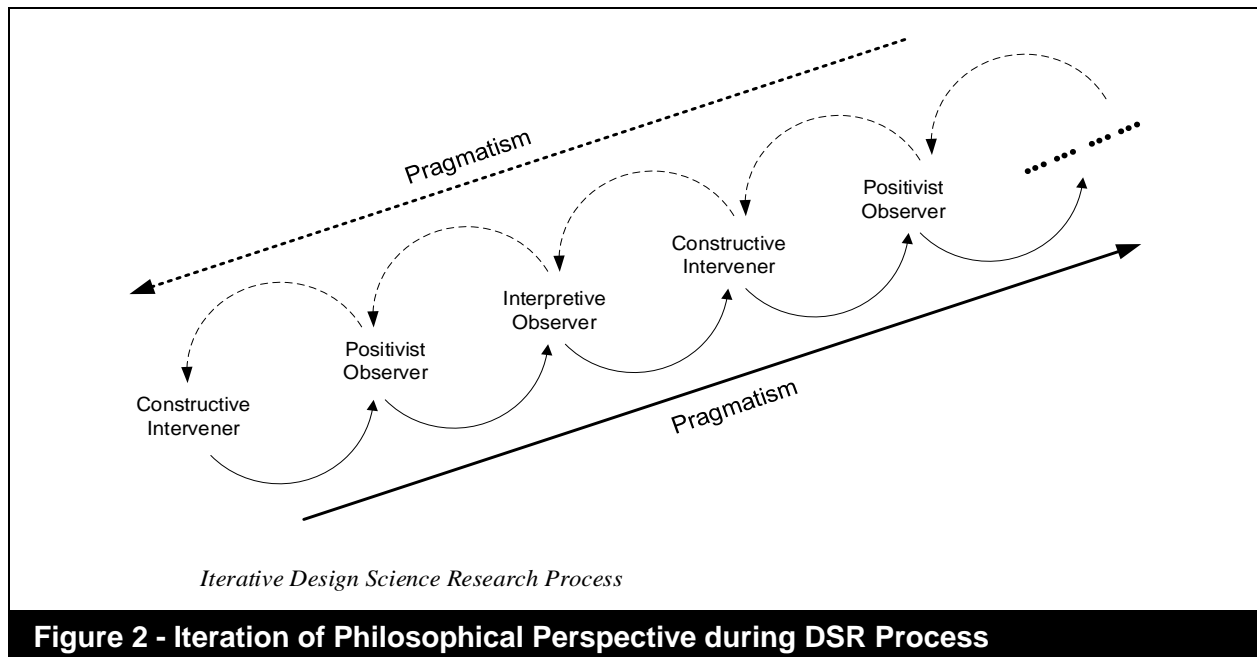 Pragmatism
Positivist
Observer
Constructive
Intervener
Interpretive
Observer
Positivist
Observer
Constructive
Intervener
Pragmatism
Iterative Design Science Research Process
Figure 2 - Iteration of Philosophical Perspective during DSR Process